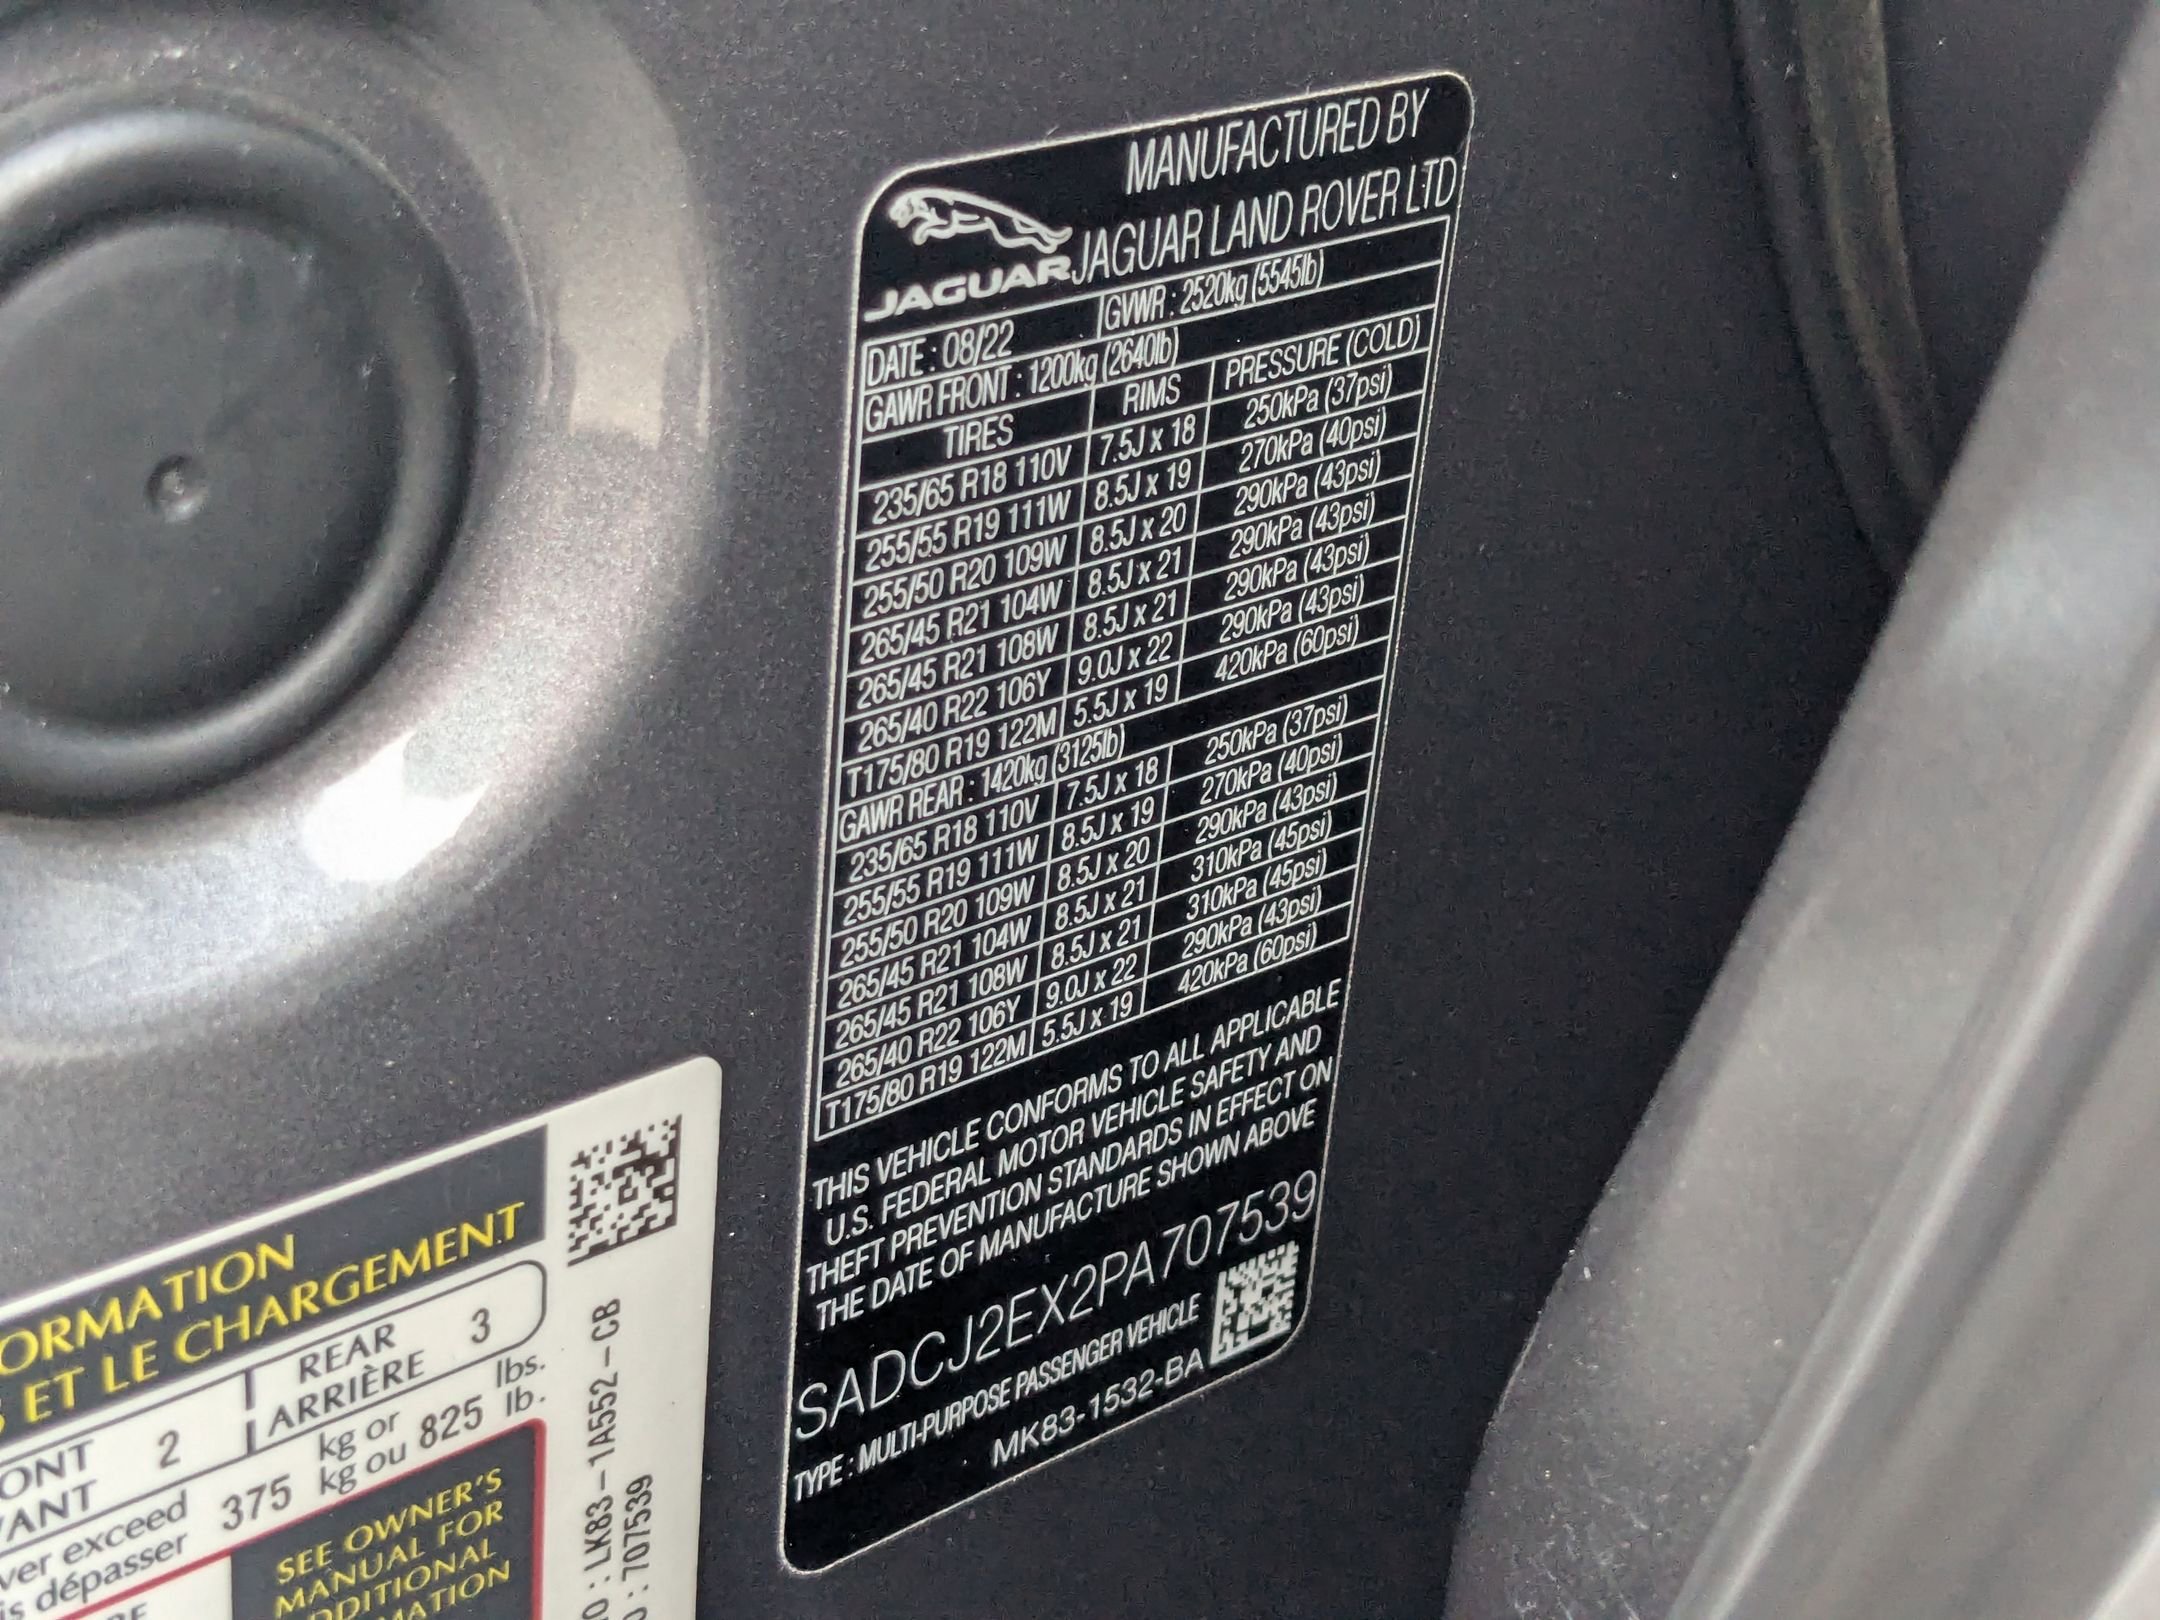 MANUFACTURED BY
JAGUAR JAGUAR LAND ROVER LTD
DATE : 08/22 GVWR : 2520kg (5545lb)
GAWR FRONT : 1200kg (2640lb)
TIRES RIMS PRESSURE (COLD)
235/65 R18 110V 7.5J x 18 250kPa (37psi)
255/55 R19 111W 8.5J x 19 270kPa (40psi)
255/50 R20 109W 8.5J x 20 290kPa (43psi)
265/45 R21 104W 8.5J x 21 290kPa (43psi)
265/45 R21 108W 8.5J x 21 290kPa (43psi)
265/40 R22 106Y 9.0J x 22 290kPa (43psi)
T175/80 R19 122M 5.5J x 19 420kPa (60psi)
GAWR REAR : 1420kg (3125lb)
235/65 R18 110V 7.5J x 18 250kPa (37psi)
255/55 R19 111W 8.5J x 19 270kPa (40psi)
255/50 R20 109W 8.5J x 20 290kPa (43psi)
265/45 R21 104W 8.5J x 21 310kPa (45psi)
265/45 R21 108W 8.5J x 21 310kPa (45psi)
265/40 R22 106Y 9.0J x 22 290kPa (43psi)
T175/80 R19 122M 5.5J x 19 420kPa (60psi)
THIS VEHICLE CONFORMS TO ALL APPLICABLE
U.S. FEDERAL MOTOR VEHICLE SAFETY AND
THEFT PREVENTION STANDARDS IN EFFECT ON
THE DATE OF MANUFACTURE SHOWN ABOVE
SADCJ2EX2PA707539
TYPE : MULTI-PURPOSE PASSENGER VEHICLE
MK83-1532-BA
ORMATION
ET LE CHARGEMENT
ONT
VANT 2
REAR
ARRIÈRE 3
ver exceed
is dépasser 375 kg or
kg ou 825 lbs.
lb.
SEE OWNER'S
MANUAL FOR
ADDITIONAL
MATION
: LK83-1A552-CB
: 707539